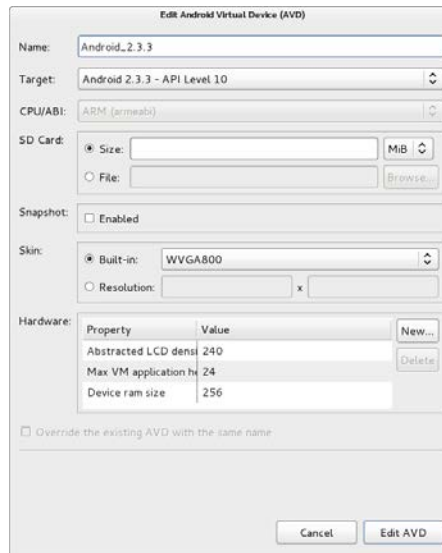 Edit Android Virtual Device (AVD)
Name: Android_2.3.3
Target: Android 2.3.3 - API Level 10
CPU/ABI: ARM (armeabi)
SD Card:
Size: MiB
File: Browse...
Snapshot: Enabled
Skin:
Built-in: WVGA800
Resolution: x
Hardware:
Property Value New...
Abstracted LCD densi 240 Delete
Max VM application he 24
Device ram size 256
Override the existing AVD with the same name
Cancel Edit AVD